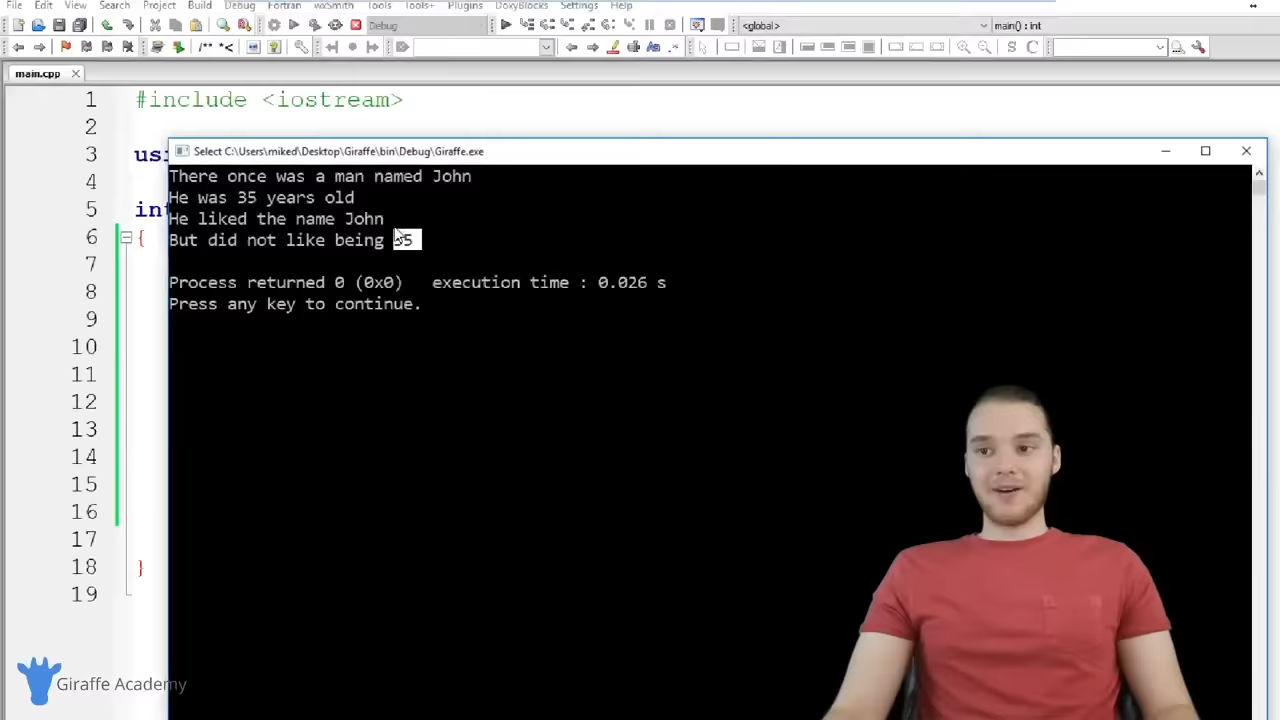 File Edit View Search Project Build Debug Fortran wxSmith Tools Tools+ Plugins DoxyBlocks Settings Help
Debug <global> main() : int
main.cpp
1 #include <iostream>
2
3 usi
4
5 int
6 {
7
8
9
10
11
12
13
14
15
16
17
18 }
19
Select C:\Users\miked\Desktop\Giraffe\bin\Debug\Giraffe.exe
There once was a man named John
He was 35 years old
He liked the name John
But did not like being 35
Process returned 0 (0x0) execution time : 0.026 s
Press any key to continue.
Giraffe Academy